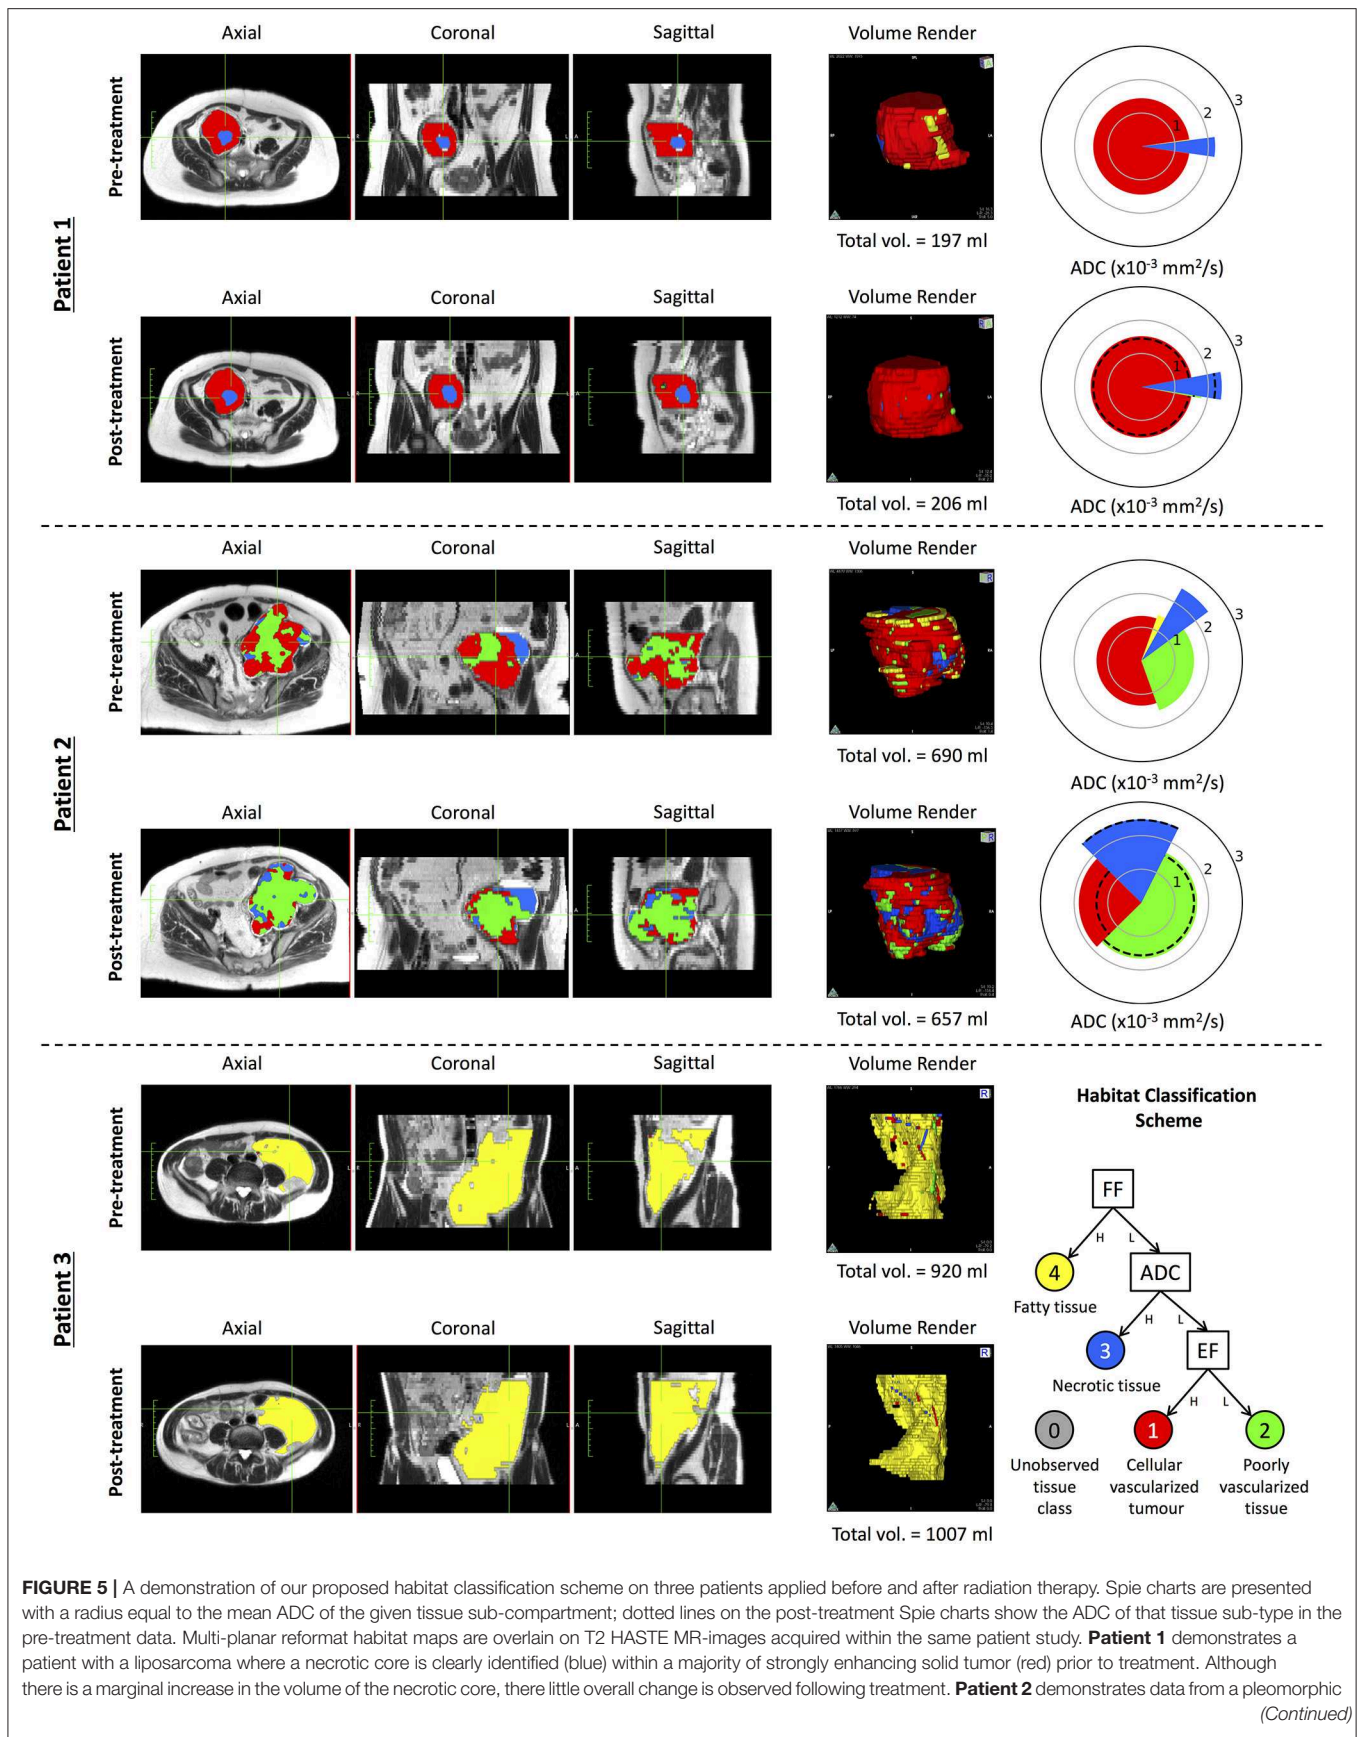 Axial
Coronal
Sagittal
Volume Render
Patient 1
Pre-treatment
1
2
3
Total vol. = 197 ml
ADC (x10-3 mm2/s)
Axial
Coronal
Sagittal
Volume Render
Post-treatment
1
2
3
Total vol. = 206 ml
ADC (x10-3 mm2/s)
Axial
Coronal
Sagittal
Volume Render
Patient 2
Pre-treatment
1
2
3
Total vol. = 690 ml
ADC (x10-3 mm2/s)
Axial
Coronal
Sagittal
Volume Render
Post-treatment
1
2
3
Total vol. = 657 ml
ADC (x10-3 mm2/s)
Axial
Coronal
Sagittal
Volume Render
Patient 3
Pre-treatment
R
Total vol. = 920 ml
Axial
Coronal
Sagittal
Volume Render
Post-treatment
R
Total vol. = 1007 ml
Habitat Classification
Scheme
FF
H
L
4
ADC
Fatty tissue
H
L
3
EF
Necrotic tissue
H
L
0
1
2
Unobserved
tissue
class
Cellular
vascularized
tumour
Poorly
vascularized
tissue
FIGURE 5 | A demonstration of our proposed habitat classification scheme on three patients applied before and after radiation therapy. Spie charts are presented
with a radius equal to the mean ADC of the given tissue sub-compartment; dotted lines on the post-treatment Spie charts show the ADC of that tissue sub-type in the
pre-treatment data. Multi-planar reformat habitat maps are overlain on T2 HASTE MR-images acquired within the same patient study. Patient 1 demonstrates a
patient with a liposarcoma where a necrotic core is clearly identified (blue) within a majority of strongly enhancing solid tumor (red) prior to treatment. Although
there is a marginal increase in the volume of the necrotic core, there little overall change is observed following treatment. Patient 2 demonstrates data from a pleomorphic
(Continued)